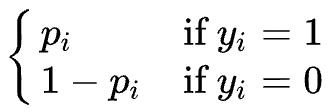 p_i if y_i = 1
1 − p_i if y_i = 0